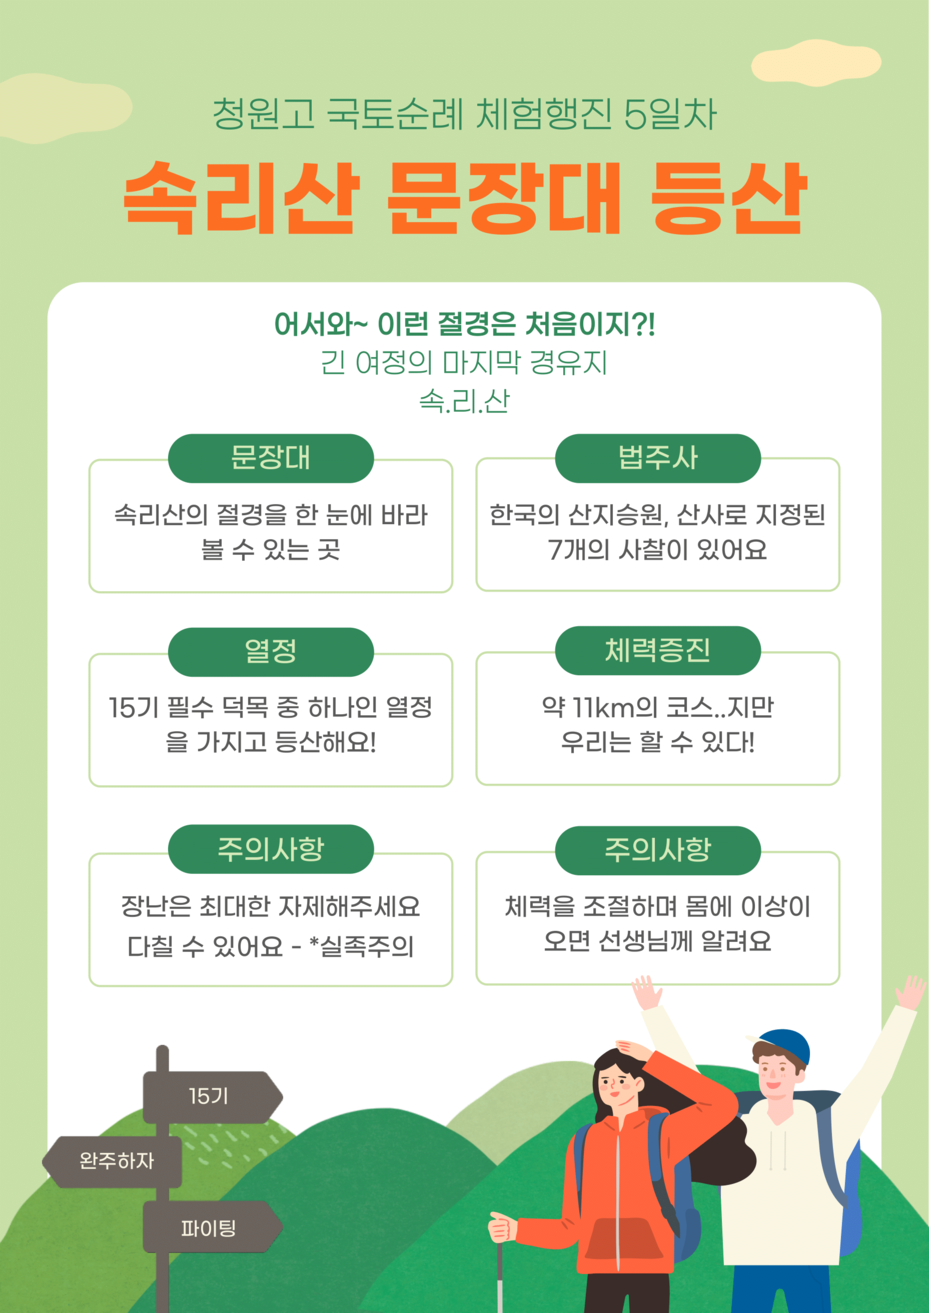 청원고 국토순례 체험행진 5일차
속리산 문장대 등산
어서와~ 이런 절경은 처음이지?!
긴 여정의 마지막 경유지
속.리.산
문장대
속리산의 절경을 한 눈에 바라
볼 수 있는 곳
법주사
한국의 산지승원, 산사로 지정된
7개의 사찰이 있어요
열정
15기 필수 덕목 중 하나인 열정
을 가지고 등산해요!
체력증진
약 11km의 코스..지만
우리는 할 수 있다!
주의사항
장난은 최대한 자제해주세요
다칠 수 있어요 - *실족주의
주의사항
체력을 조절하며 몸에 이상이
오면 선생님께 알려요
15기
완주하자
파이팅